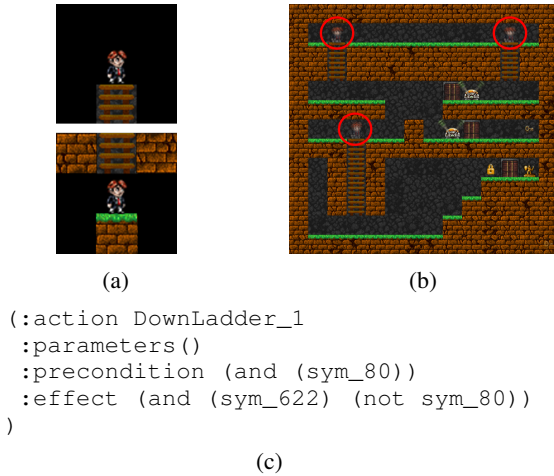 (a)
(b)
(:action DownLadder_1
:parameters()
:precondition (and (sym_80))
:effect (and (sym_622) (not sym_80))
)
(c)